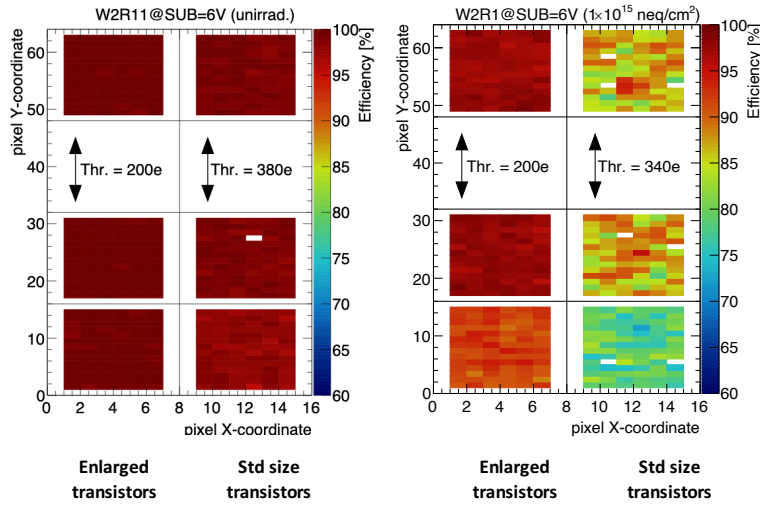 W2R11@SUB=6V (unirrad.)
pixel Y-coordinate
60
50
40
30
20
10
0
Thr. = 200e
Thr. = 380e
0 2 4 6 8 10 12 14 16
pixel X-coordinate
100
95
90
85
80
75
70
65
60
Efficiency [%]
Enlarged
transistors
Std size
transistors
W2R1@SUB=6V (1×10¹⁵ neq/cm²)
pixel Y-coordinate
60
50
40
30
20
10
0
Thr. = 200e
Thr. = 340e
0 2 4 6 8 10 12 14 16
pixel X-coordinate
100
95
90
85
80
75
70
65
60
Efficiency [%]
Enlarged
transistors
Std size
transistors